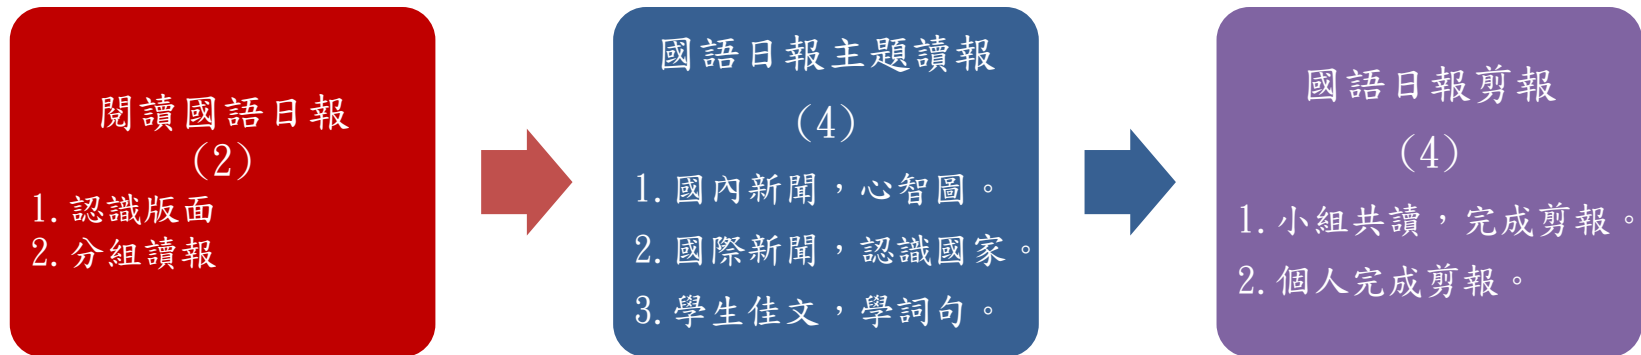 閱讀國語日報
(2)
1. 認識版面
2. 分組讀報
國語日報主題讀報
(4)
1. 國內新聞，心智圖。
2. 國際新聞，認識國家。
3. 學生佳文，學詞句。
國語日報剪報
(4)
1. 小組共讀，完成剪報。
2. 個人完成剪報。